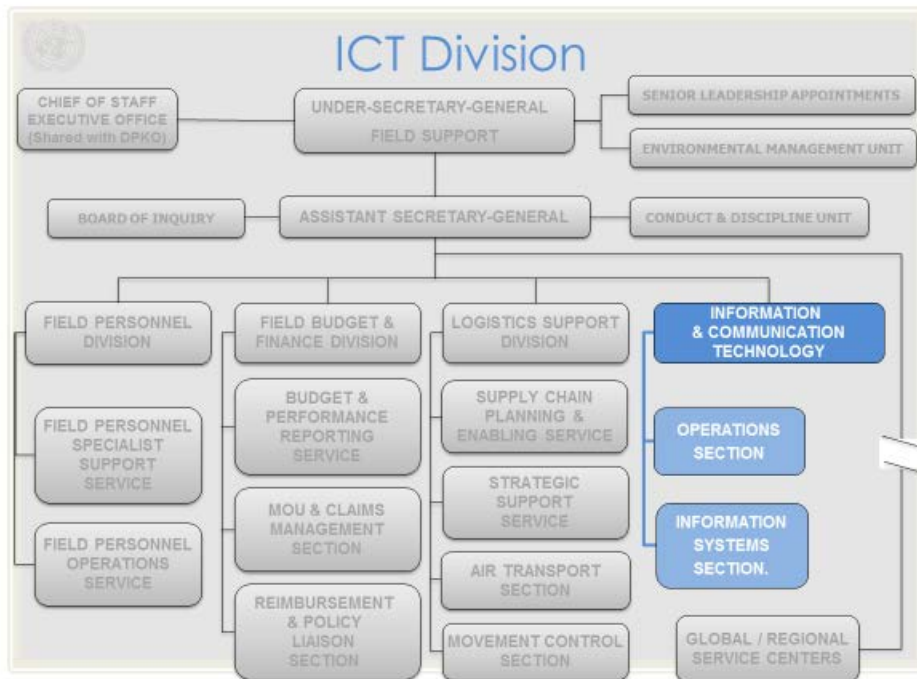 ICT Division
CHIEF OF STAFF
EXECUTIVE OFFICE
(Shared with DPKO)
UNDER-SECRETARY-GENERAL
FIELD SUPPORT
SENIOR LEADERSHIP APPOINTMENTS
ENVIRONMENTAL MANAGEMENT UNIT
BOARD OF INQUIRY
ASSISTANT SECRETARY-GENERAL
CONDUCT & DISCIPLINE UNIT
FIELD PERSONNEL
DIVISION
FIELD PERSONNEL
SPECIALIST
SUPPORT
SERVICE
FIELD PERSONNEL
OPERATIONS
SERVICE
FIELD BUDGET &
FINANCE DIVISION
BUDGET &
PERFORMANCE
REPORTING
SERVICE
MOU & CLAIMS
MANAGEMENT
SECTION
REIMBURSEMENT
& POLICY
LIAISON
SECTION
LOGISTICS SUPPORT
DIVISION
SUPPLY CHAIN
PLANNING &
ENABLING SERVICE
STRATEGIC
SUPPORT
SERVICE
AIR TRANSPORT
SECTION
MOVEMENT CONTROL
SECTION
INFORMATION
& COMMUNICATION
TECHNOLOGY
OPERATIONS
SECTION
INFORMATION
SYSTEMS
SECTION.
GLOBAL / REGIONAL
SERVICE CENTERS